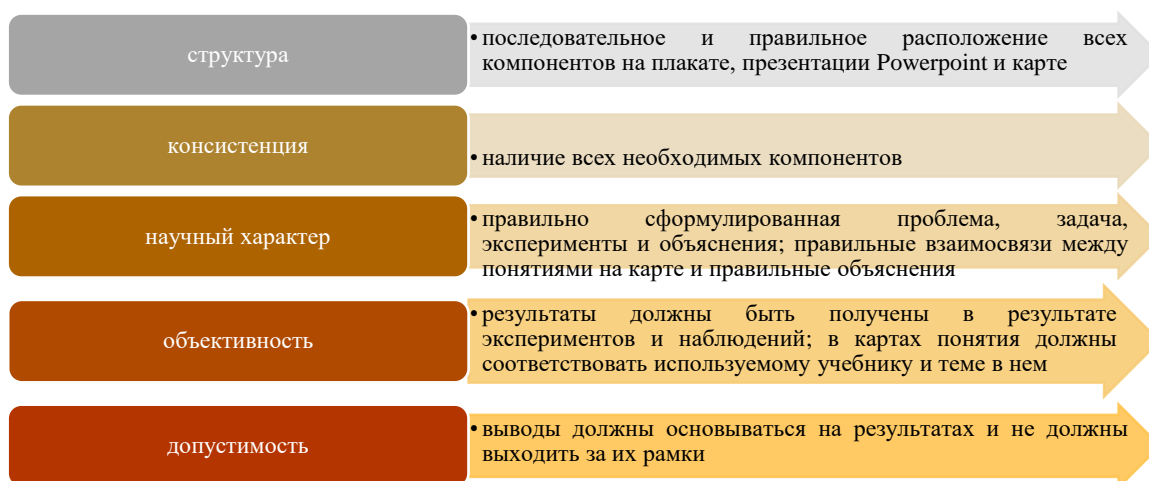 структура
• последовательное и правильное расположение всех
компонентов на плакате, презентации Powerpoint и карте
консистенция
• наличие всех необходимых компонентов
научный характер
• правильно сформулированная проблема, задача,
эксперименты и объяснения; правильные взаимосвязи между
понятиями на карте и правильные объяснения
объективность
• результаты должны быть получены в результате
экспериментов и наблюдений; в картах понятия должны
соответствовать используемому учебнику и теме в нем
допустимость
• выводы должны основываться на результатах и не должны
выходить за их рамки